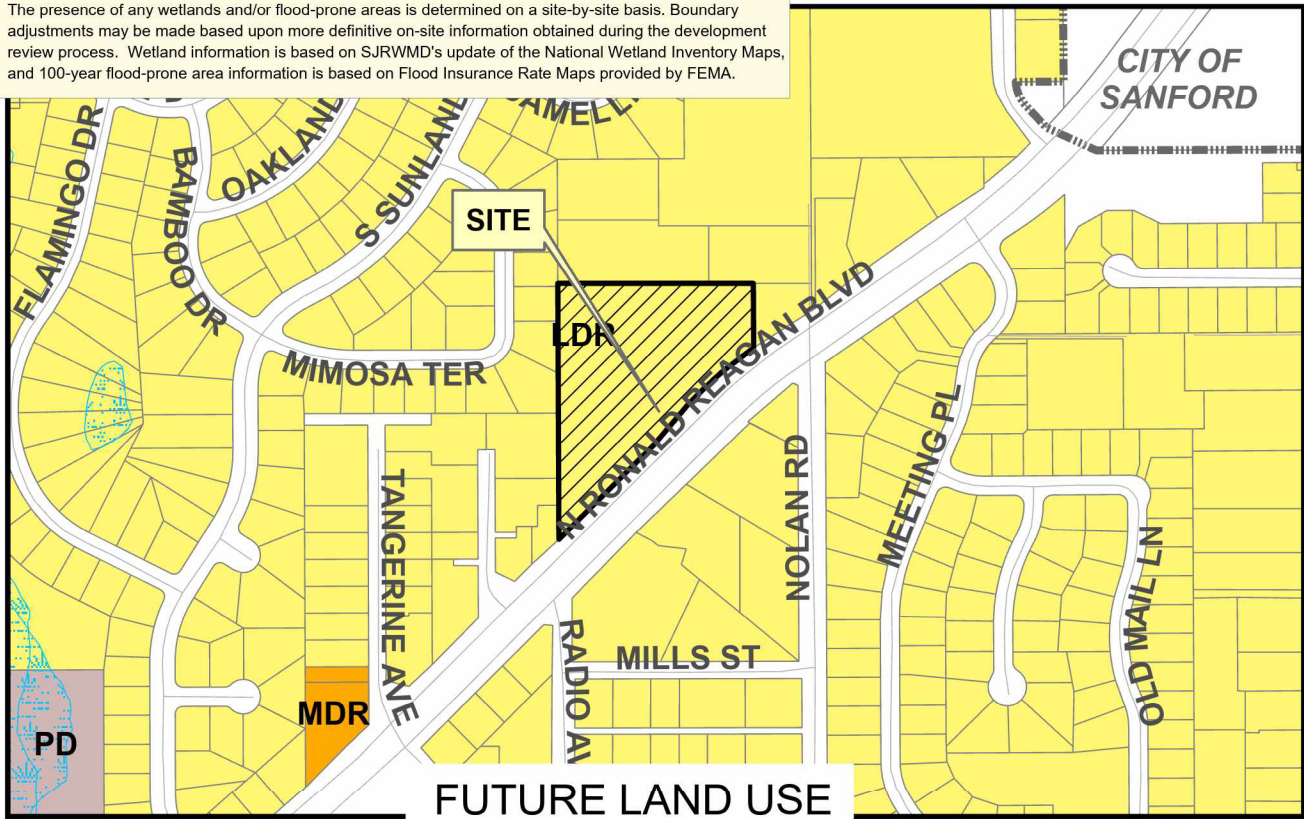 The presence of any wetlands and/or flood-prone areas is determined on a site-by-site basis. Boundary
adjustments may be made based upon more definitive on-site information obtained during the development
review process. Wetland information is based on SJRWMD's update of the National Wetland Inventory Maps,
and 100-year flood-prone area information is based on Flood Insurance Rate Maps provided by FEMA.
CITY OF
SANFORD
FLAMINGO DR
BAMBOO DR
OAKLAND
S SUNLAND
SITE
LDR
MIMOSA TER
N RONALD REAGAN BLVD
TANGERINE AVE
NOLAN RD
MEETING PL
OLD MAIL LN
RADIO AV
MILLS ST
MDR
PD
FUTURE LAND USE